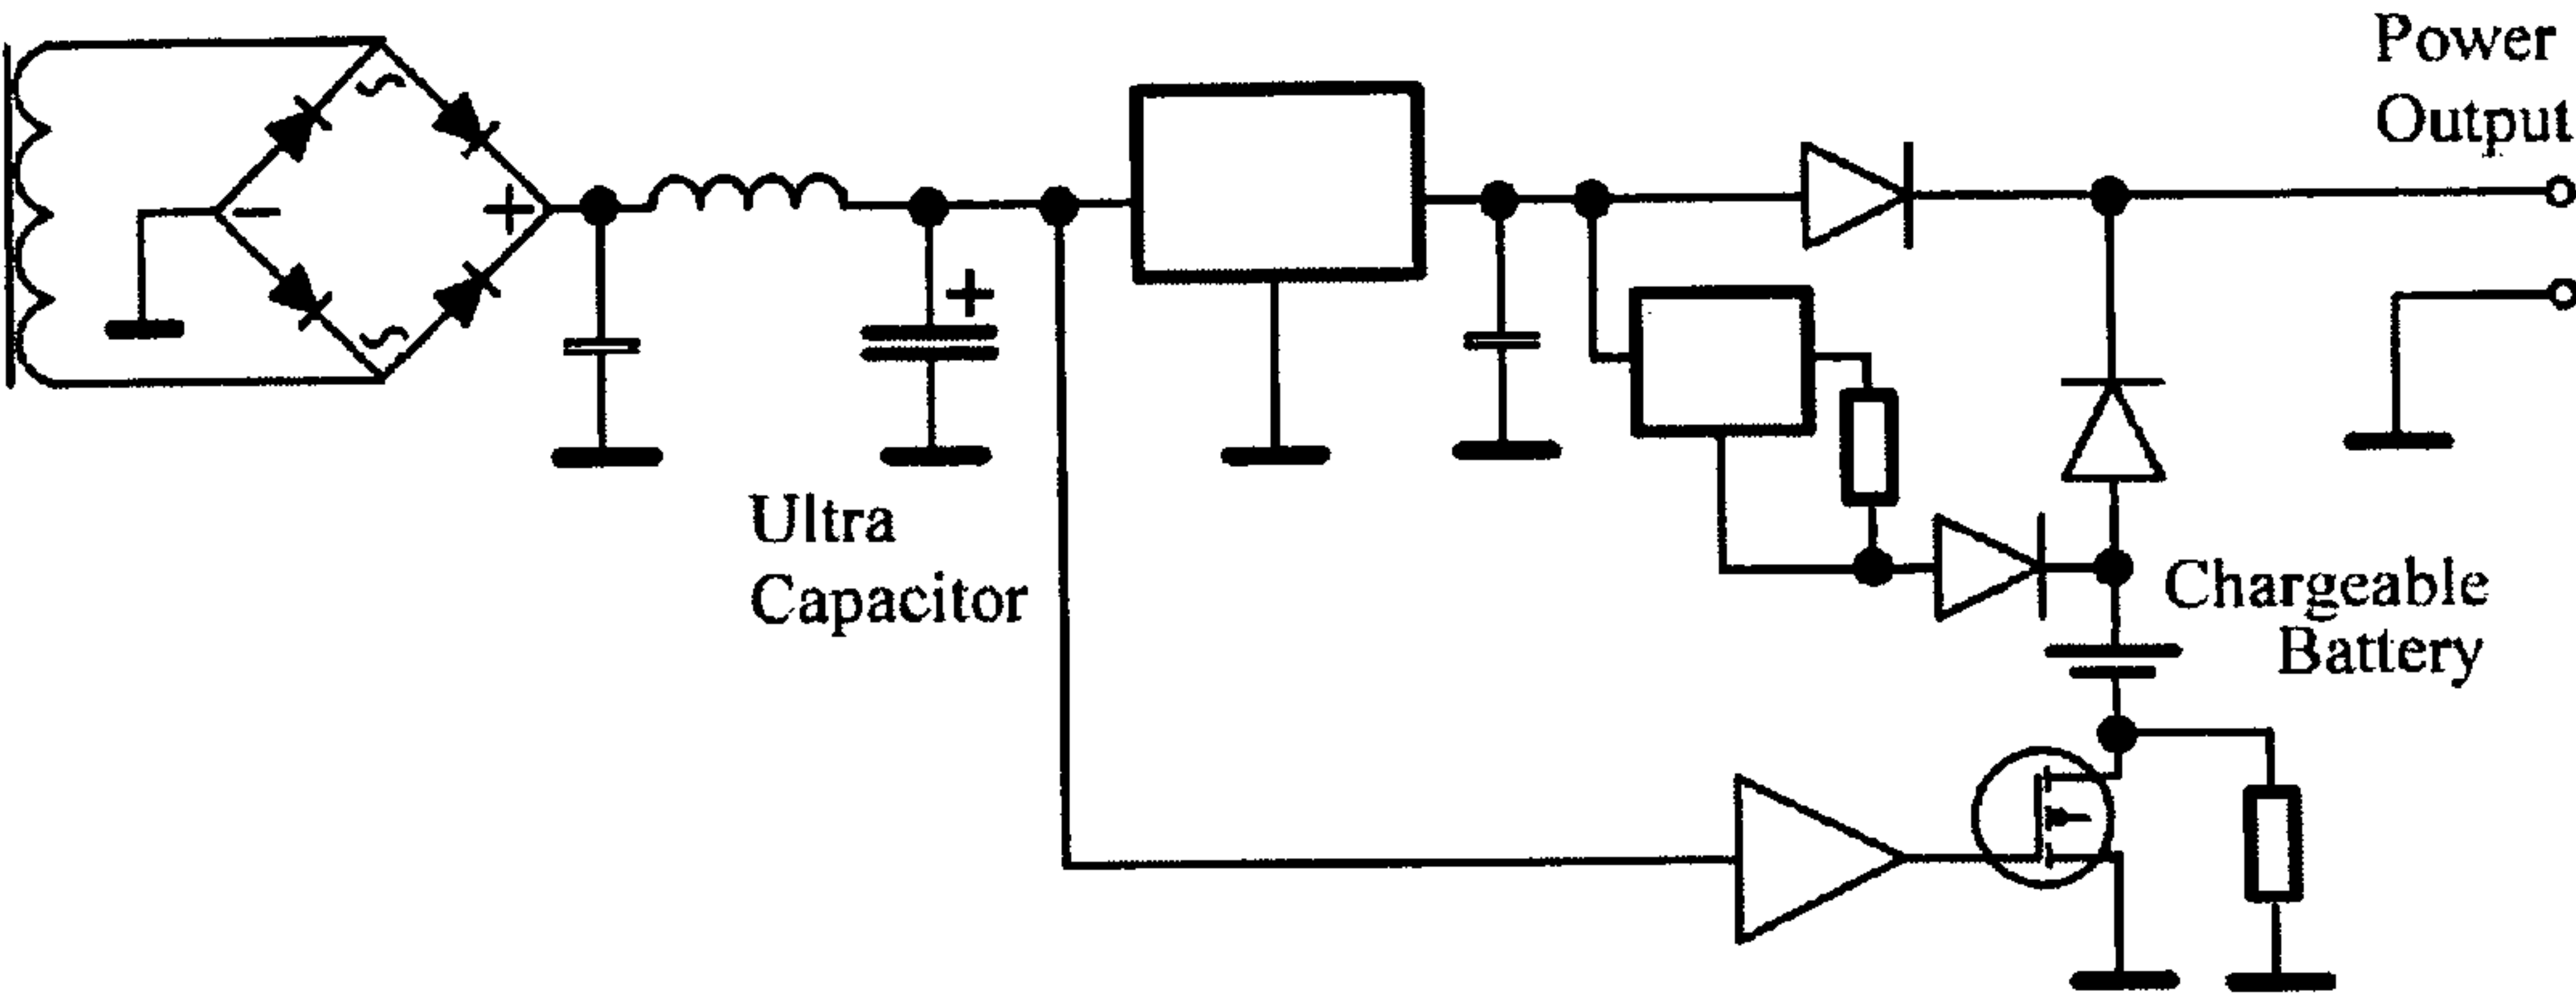 Power
Output
~
+
−
~
+
Ultra
Capacitor
Chargeable
Battery